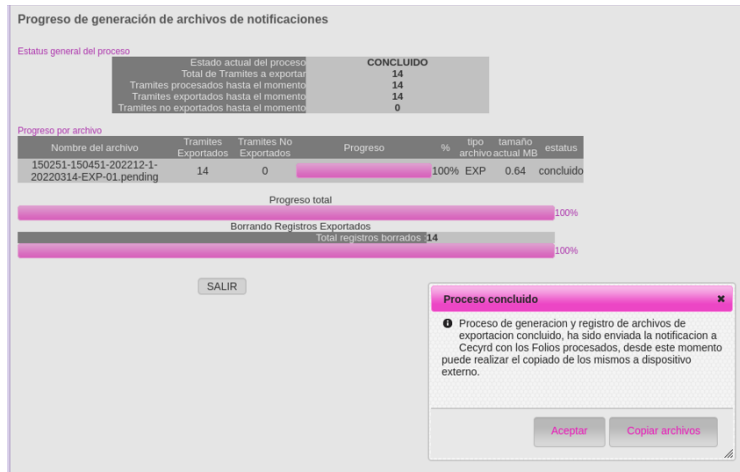 Progreso de generación de archivos de notificaciones
Estatus general del proceso
Estado actual del proceso CONCLUIDO
Total de Tramites a exportar 14
Tramites procesados hasta el momento 14
Tramites exportados hasta el momento 14
Tramites no exportados hasta el momento 0
Progreso por archivo
Nombre del archivo Tramites Exportados Tramites No Exportados Progreso % tipo archivo tamaño actual MB estatus
150251-150451-202212-1-
20220314-EXP-01.pending 14 0 100% EXP 0.64 concluido
Progreso total
100%
Borrando Registros Exportados
Total registros borrados :14
100%
SALIR
Proceso concluido
Proceso de generacion y registro de archivos de
exportacion concluido, ha sido enviada la notificacion a
Cecyrd con los Folios procesados, desde este momento
puede realizar el copiado de los mismos a dispositivo
externo.
Aceptar Copiar archivos